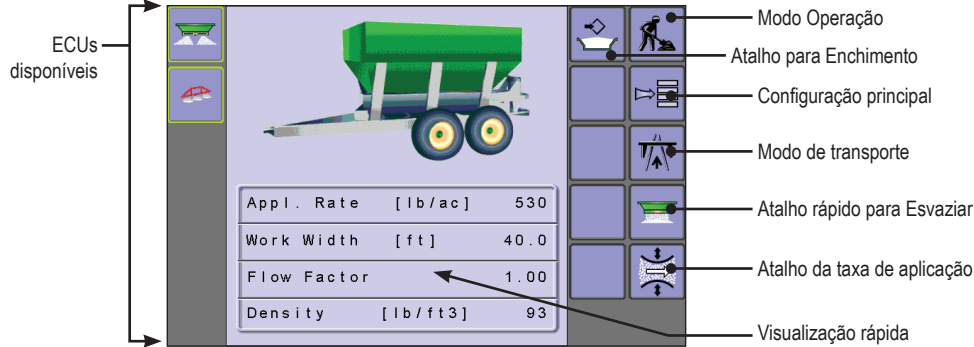 ECUs
disponíveis
Appl. Rate [lb/ac] 530
Work Width [ft] 40.0
Flow Factor 1.00
Density [lb/ft3] 93
Modo Operação
Atalho para Enchimento
Configuração principal
Modo de transporte
Atalho rápido para Esvaziar
Atalho da taxa de aplicação
Visualização rápida